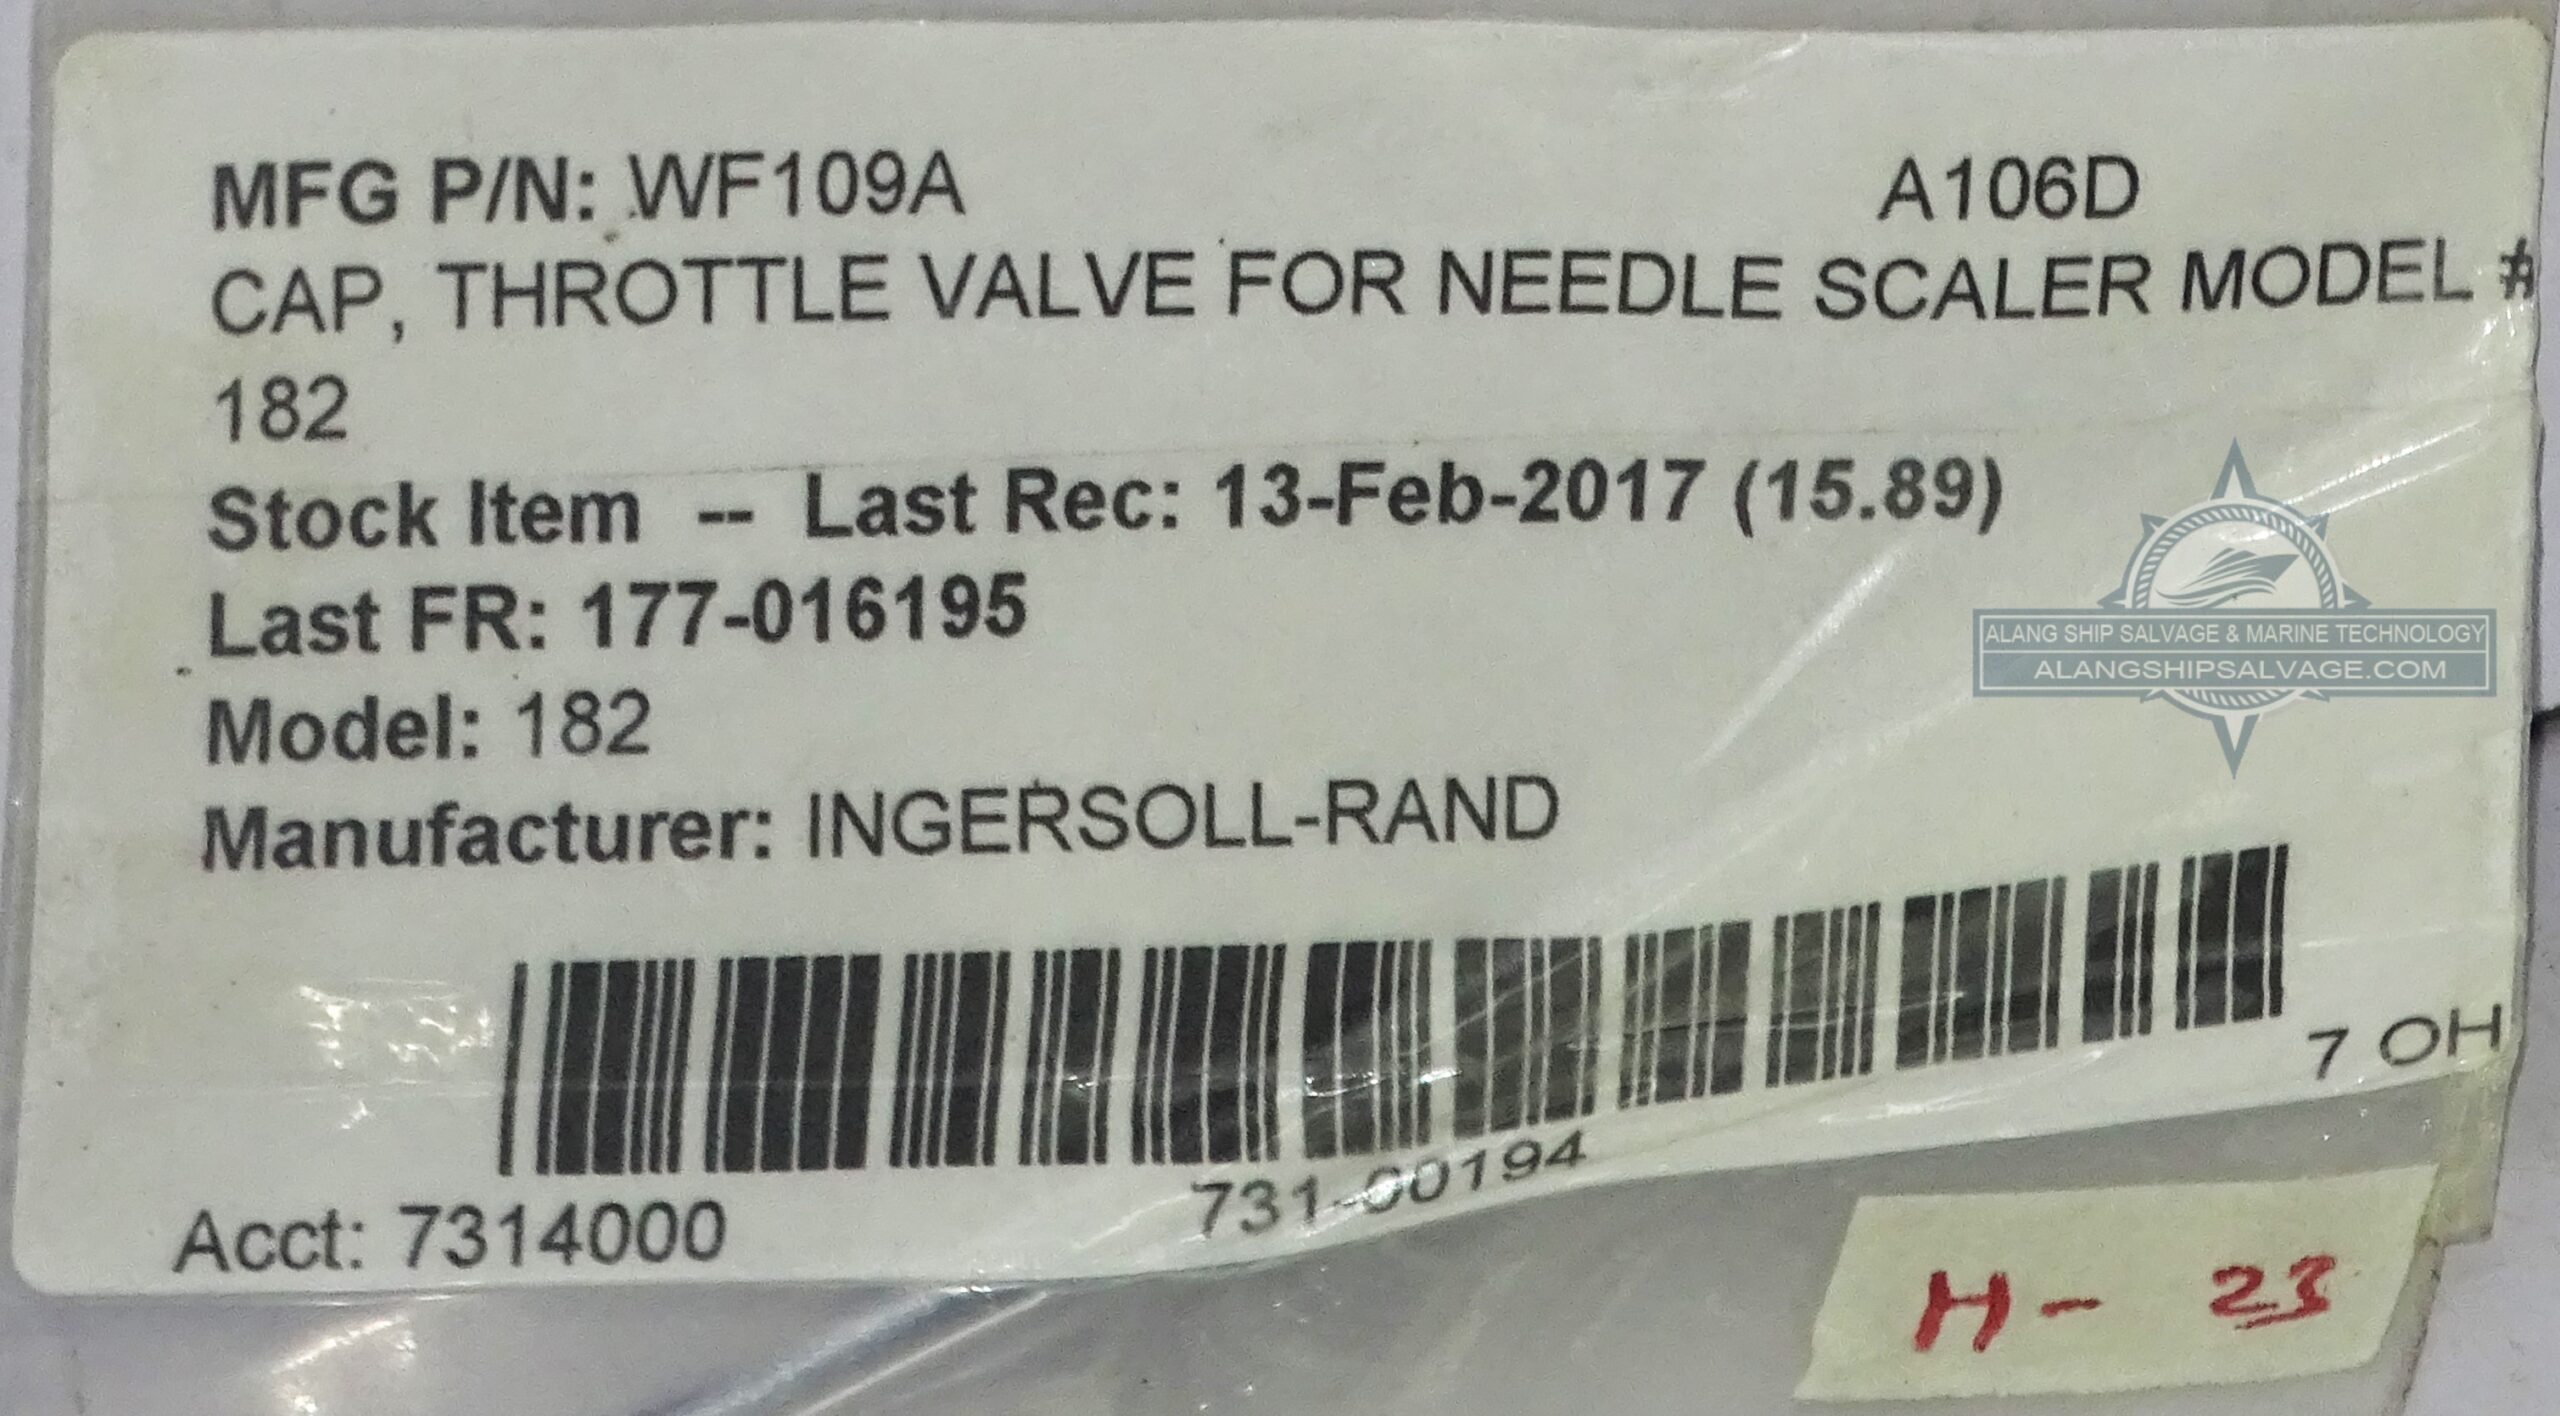 MFG P/N: WF109A A106D
CAP, THROTTLE VALVE FOR NEEDLE SCALER MODEL #
182
Stock Item -- Last Rec: 13-Feb-2017 (15.89)
Last FR: 177-016195
Model: 182
Manufacturer: INGERSOLL-RAND
ALANG SHIP SALVAGE & MARINE TECHNOLOGY
ALANGSHIPSALVAGE.COM
7 OH
731-00194
Acct: 7314000
H- 23